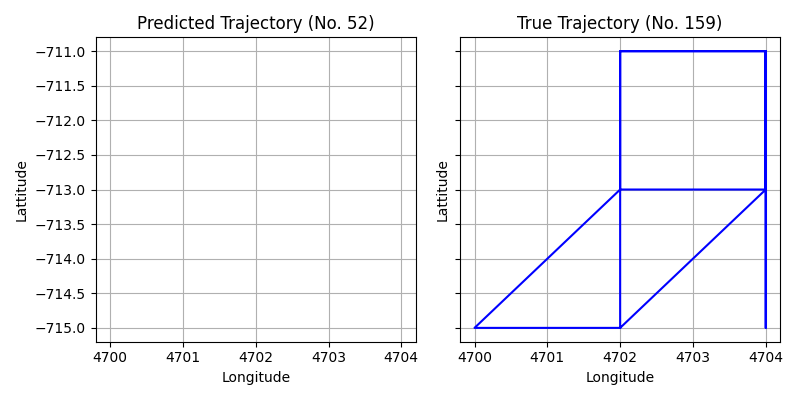 Predicted Trajectory (No. 52)
True Trajectory (No. 159)
Lattitude
−711.0
−711.5
−712.0
−712.5
−713.0
−713.5
−714.0
−714.5
−715.0
4700 4701 4702 4703 4704
Longitude
Lattitude
4700 4701 4702 4703 4704
Longitude